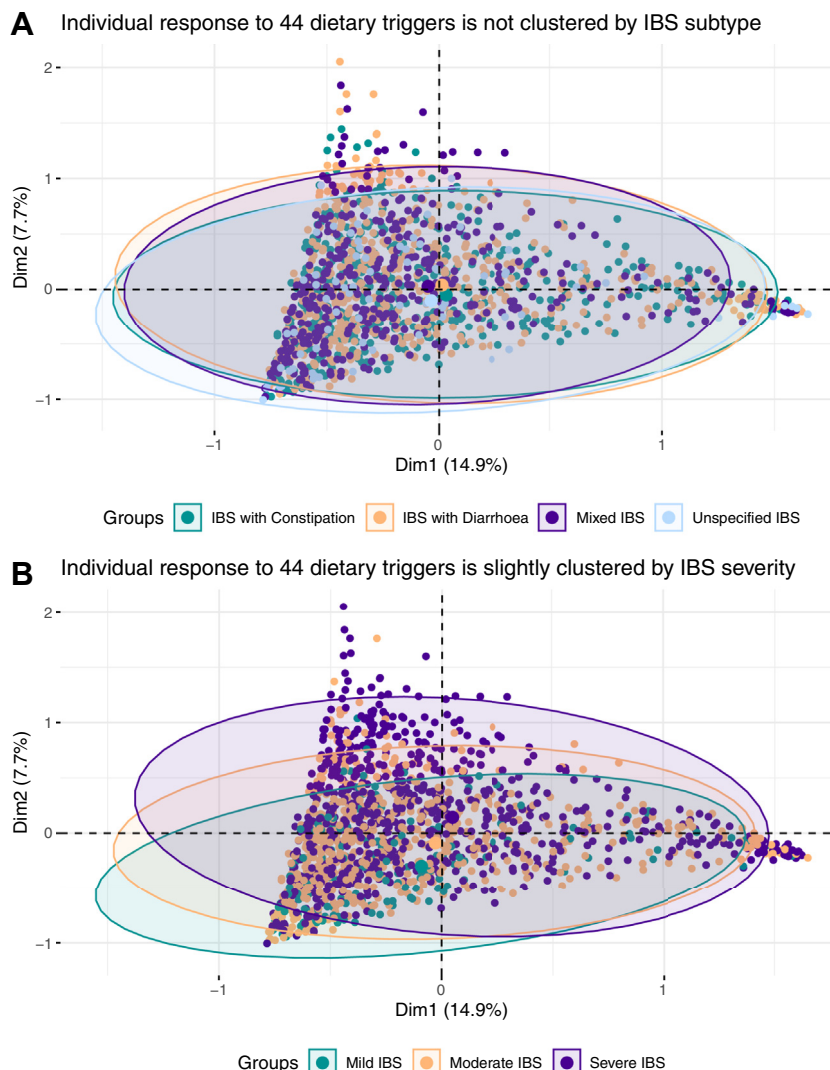 A Individual response to 44 dietary triggers is not clustered by IBS subtype
2
1
0
−1
Dim2 (7.7%)
−1 0 1
Dim1 (14.9%)
Groups IBS with Constipation IBS with Diarrhoea Mixed IBS Unspecified IBS
B Individual response to 44 dietary triggers is slightly clustered by IBS severity
2
1
0
−1
Dim2 (7.7%)
−1 0 1
Dim1 (14.9%)
Groups Mild IBS Moderate IBS Severe IBS